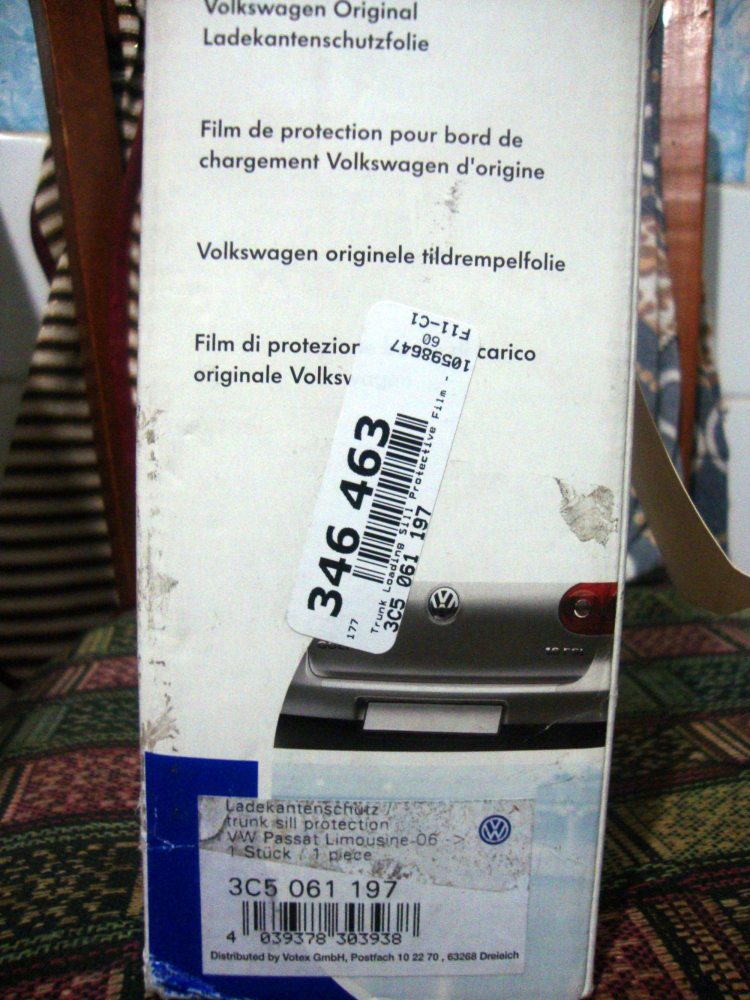 Volkswagen Original
Ladekantenschutzfolie
Film de protection pour bord de
chargement Volkswagen d'origine
Volkswagen originele tildrempelfolie
Film di protezion carico
originale Volkswagen
F11-C1
60
10598647
346 463
177
Trunk Loading Sill Protective Film -
3C5 061 197
Ladekantenschutz /
trunk sill protection
VW Passat Limousine-06 ->
1 Stück / 1 piece
3C5 061 197
4 039378 303938
Distributed by Votex GmbH, Postfach 10 22 70 , 63268 Dreieich